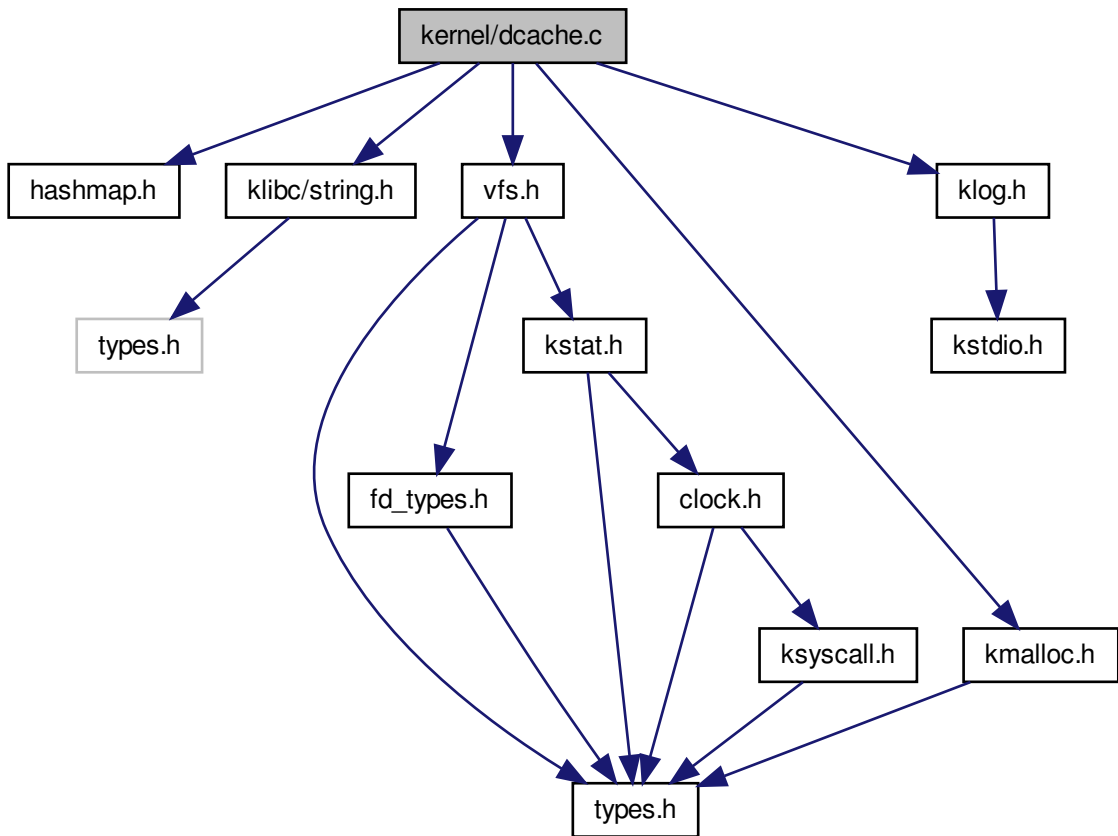 kernel/dcache.c
hashmap.h
klibc/string.h
vfs.h
klog.h
types.h
kstat.h
kstdio.h
fd_types.h
clock.h
ksyscall.h
kmalloc.h
types.h